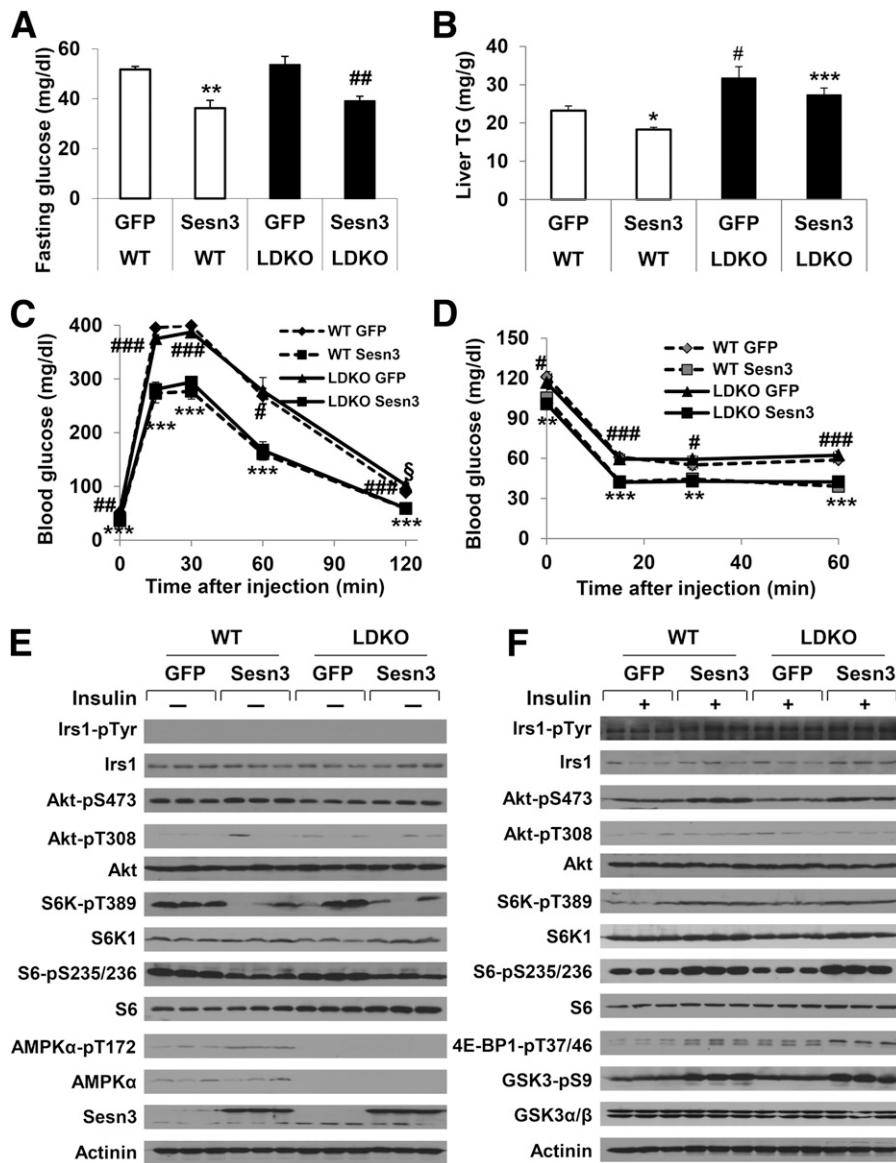 A
Fasting glucose (mg/dl)
60
40
20
0
**
##
GFP Sesn3 GFP Sesn3
WT WT LDKO LDKO
B
Liver TG (mg/g)
40
30
20
10
0
*
#
***
GFP Sesn3 GFP Sesn3
WT WT LDKO LDKO
C
Blood glucose (mg/dl)
400
300
200
100
0
WT GFP
WT Sesn3
LDKO GFP
LDKO Sesn3
### ###
*** ***
#
***
##
***
§
###
***
0 30 60 90 120
Time after injection (min)
D
Blood glucose (mg/dl)
150
120
90
60
30
0
WT GFP
WT Sesn3
LDKO GFP
LDKO Sesn3
#
**
### # ###
*** ** ***
0 20 40 60
Time after injection (min)
E
WT LDKO
GFP Sesn3 GFP Sesn3
Insulin − − − −
Irs1-pTyr
Irs1
Akt-pS473
Akt-pT308
Akt
S6K-pT389
S6K1
S6-pS235/236
S6
AMPKα-pT172
AMPKα
Sesn3
Actinin
F
WT LDKO
GFP Sesn3 GFP Sesn3
Insulin + + + +
Irs1-pTyr
Irs1
Akt-pS473
Akt-pT308
Akt
S6K-pT389
S6K1
S6-pS235/236
S6
4E-BP1-pT37/46
GSK3-pS9
GSK3α/β
Actinin